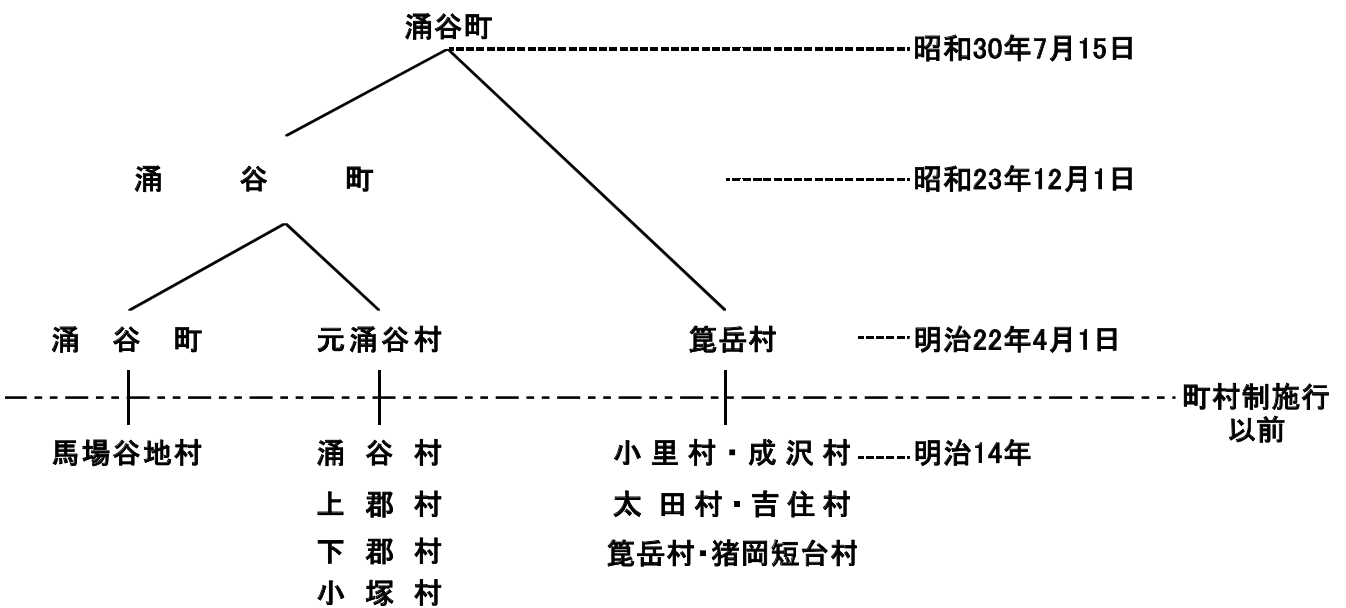 涌谷町
昭和30年7月15日
涌谷町
昭和23年12月1日
涌谷町
元涌谷村
箟岳村
明治22年4月1日
町村制施行
以前
馬場谷地村
涌谷村
小里村・成沢村
明治14年
上郡村
太田村・吉住村
下郡村
箟岳村・猪岡短台村
小塚村